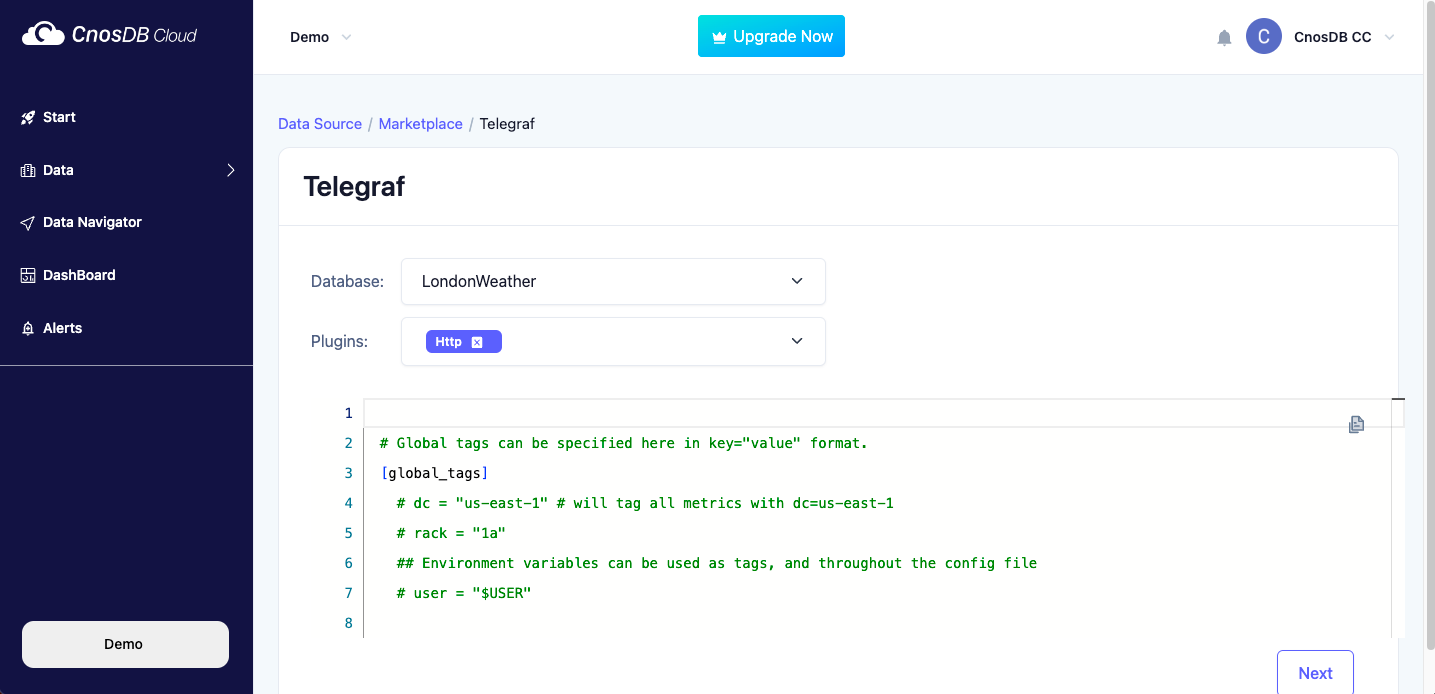 CnosDB Cloud
Demo
Upgrade Now
C
CnosDB CC
Start
Data
Data Navigator
DashBoard
Alerts
Demo
Data Source / Marketplace / Telegraf
Telegraf
Database: LondonWeather
Plugins: Http
1
2 # Global tags can be specified here in key="value" format.
3 [global_tags]
4 # dc = "us-east-1" # will tag all metrics with dc=us-east-1
5 # rack = "1a"
6 ## Environment variables can be used as tags, and throughout the config file
7 # user = "$USER"
8
Next